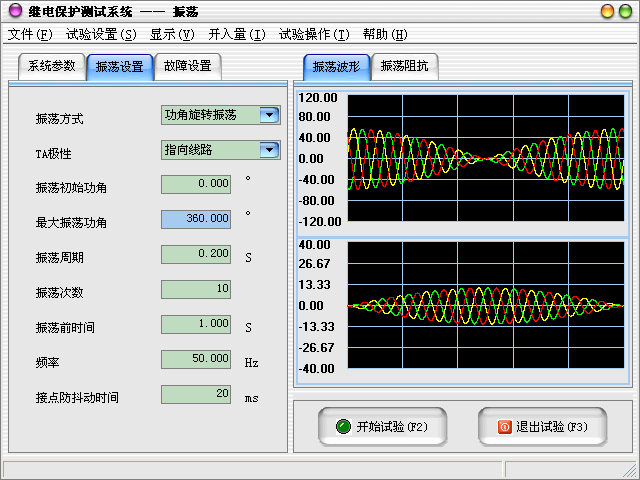 继电保护测试系统 —— 振荡
文件(F) 试验设置(S) 显示(V) 开入量(I) 试验操作(T) 帮助(H)
系统参数 振荡设置 故障设置
振荡方式 功角旋转振荡
TA极性 指向线路
振荡初始功角 0.000 °
最大振荡功角 360.000 °
振荡周期 0.200 S
振荡次数 10
振荡前时间 1.000 S
频率 50.000 Hz
接点防抖动时间 20 ms
振荡波形 振荡阻抗
120.00
80.00
40.00
0.00
-40.00
-80.00
-120.00
40.00
26.67
13.33
0.00
-13.33
-26.67
-40.00
开始试验(F2) 退出试验(F3)